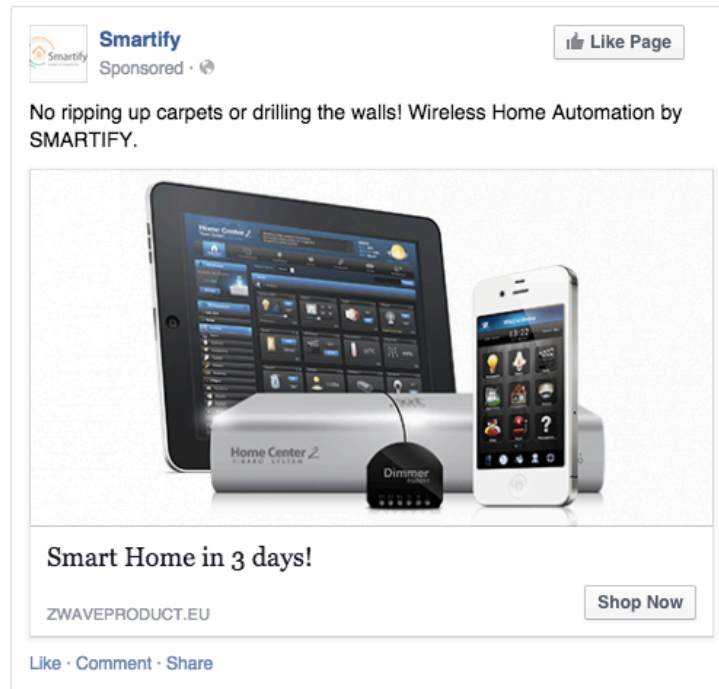 Smartify
Smartify
Sponsored ·
Like Page
No ripping up carpets or drilling the walls! Wireless Home Automation by
SMARTIFY.
Home Center 2
13:22
Home Center 2
FIBARO SYSTEM
Dimmer
Smart Home in 3 days!
ZWAVEPRODUCT.EU
Shop Now
Like · Comment · Share